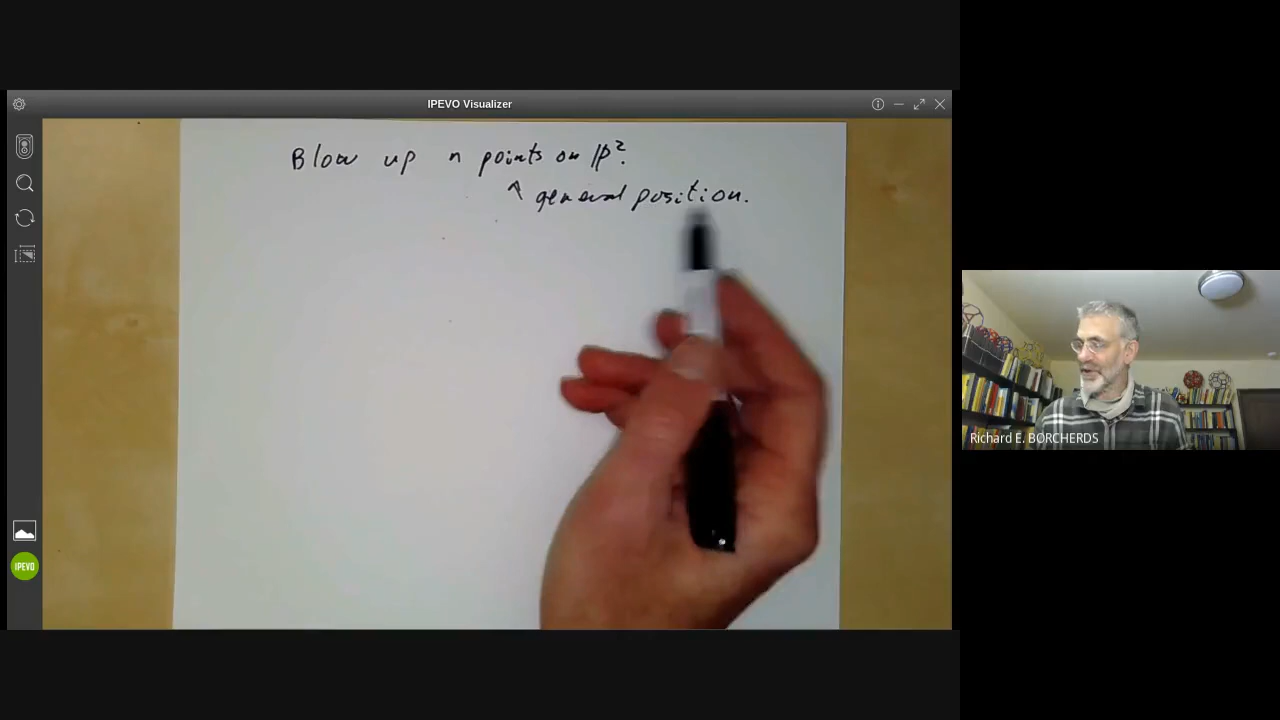 IPEVO Visualizer
Blow up n points on ℙ².
^ general position.
IPEVO
Richard E. BORCHERDS